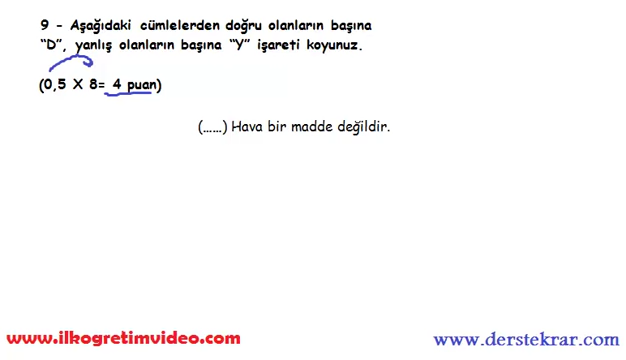 9 - Aşağıdaki cümlelerden doğru olanların başına
“D”, yanlış olanların başına “Y” işareti koyunuz.
(0,5 X 8= 4 puan)
(……) Hava bir madde değildir.
www.ilkogretimvideo.com
www.derstekrar.com